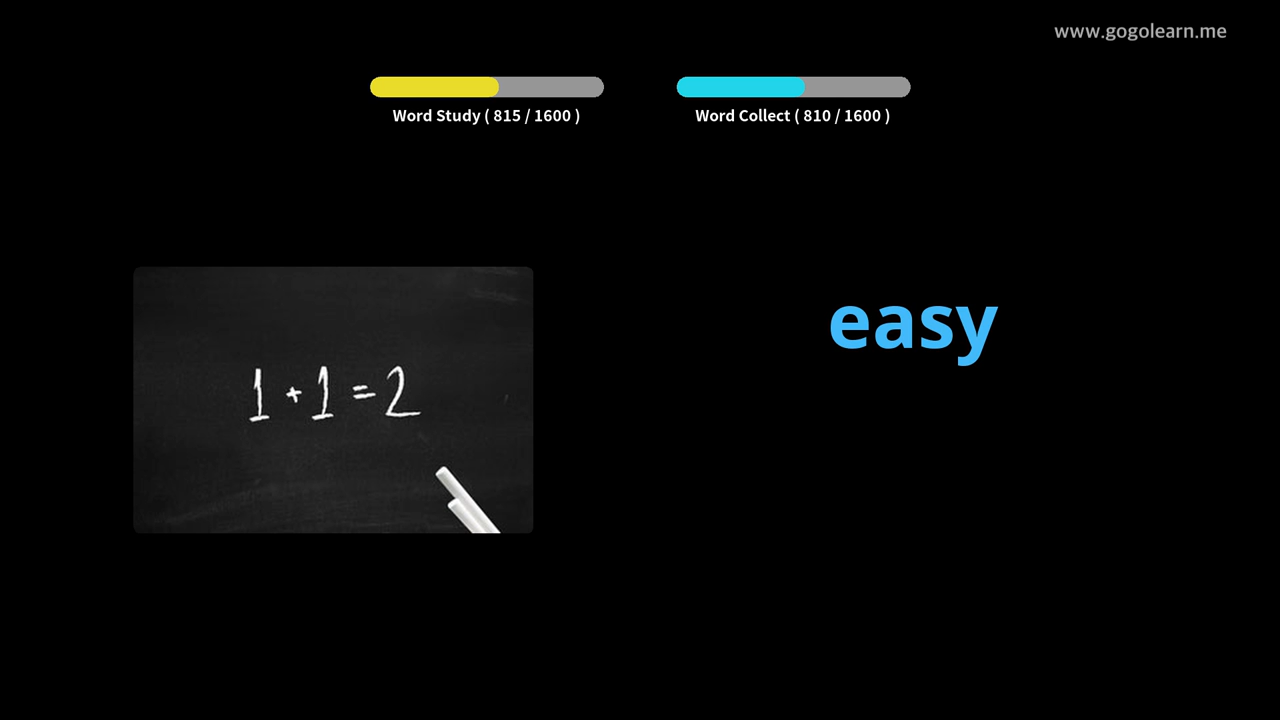 www.gogolearn.me
Word Study ( 815 / 1600 )
Word Collect ( 810 / 1600 )
1 + 1 = 2
easy